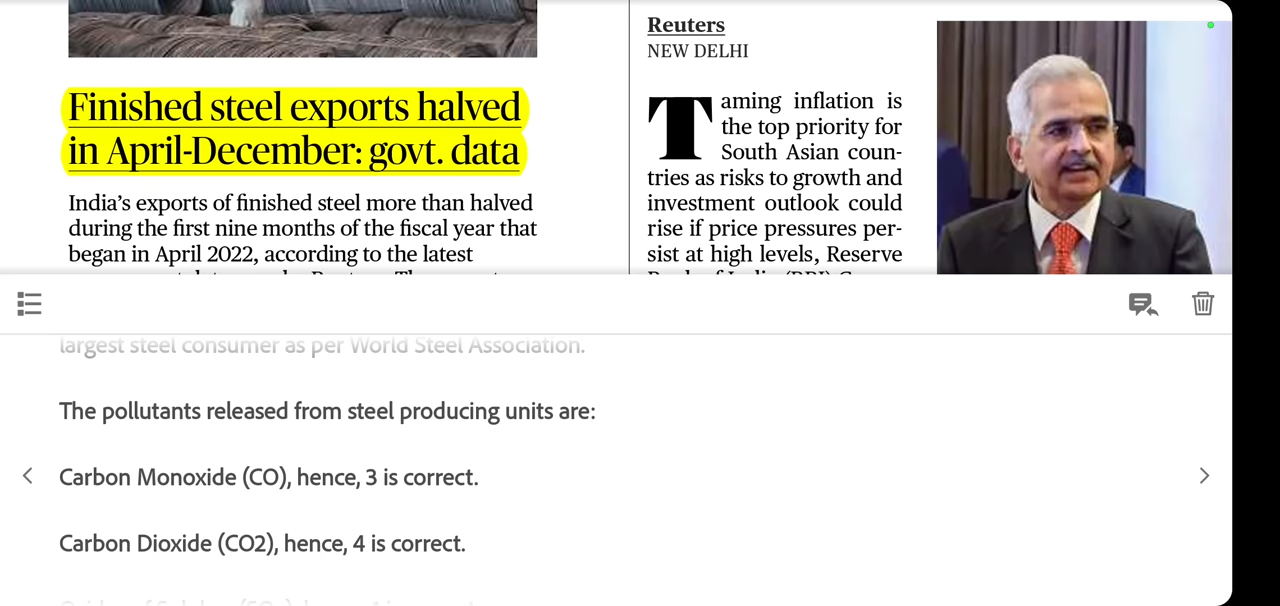 Finished steel exports halved
in April-December: govt. data
India's exports of finished steel more than halved
during the first nine months of the fiscal year that
began in April 2022, according to the latest
Reuters
NEW DELHI
Taming inflation is
the top priority for
South Asian coun-
tries as risks to growth and
investment outlook could
rise if price pressures per-
sist at high levels, Reserve
largest steel consumer as per World Steel Association.
The pollutants released from steel producing units are:
Carbon Monoxide (CO), hence, 3 is correct.
Carbon Dioxide (CO2), hence, 4 is correct.